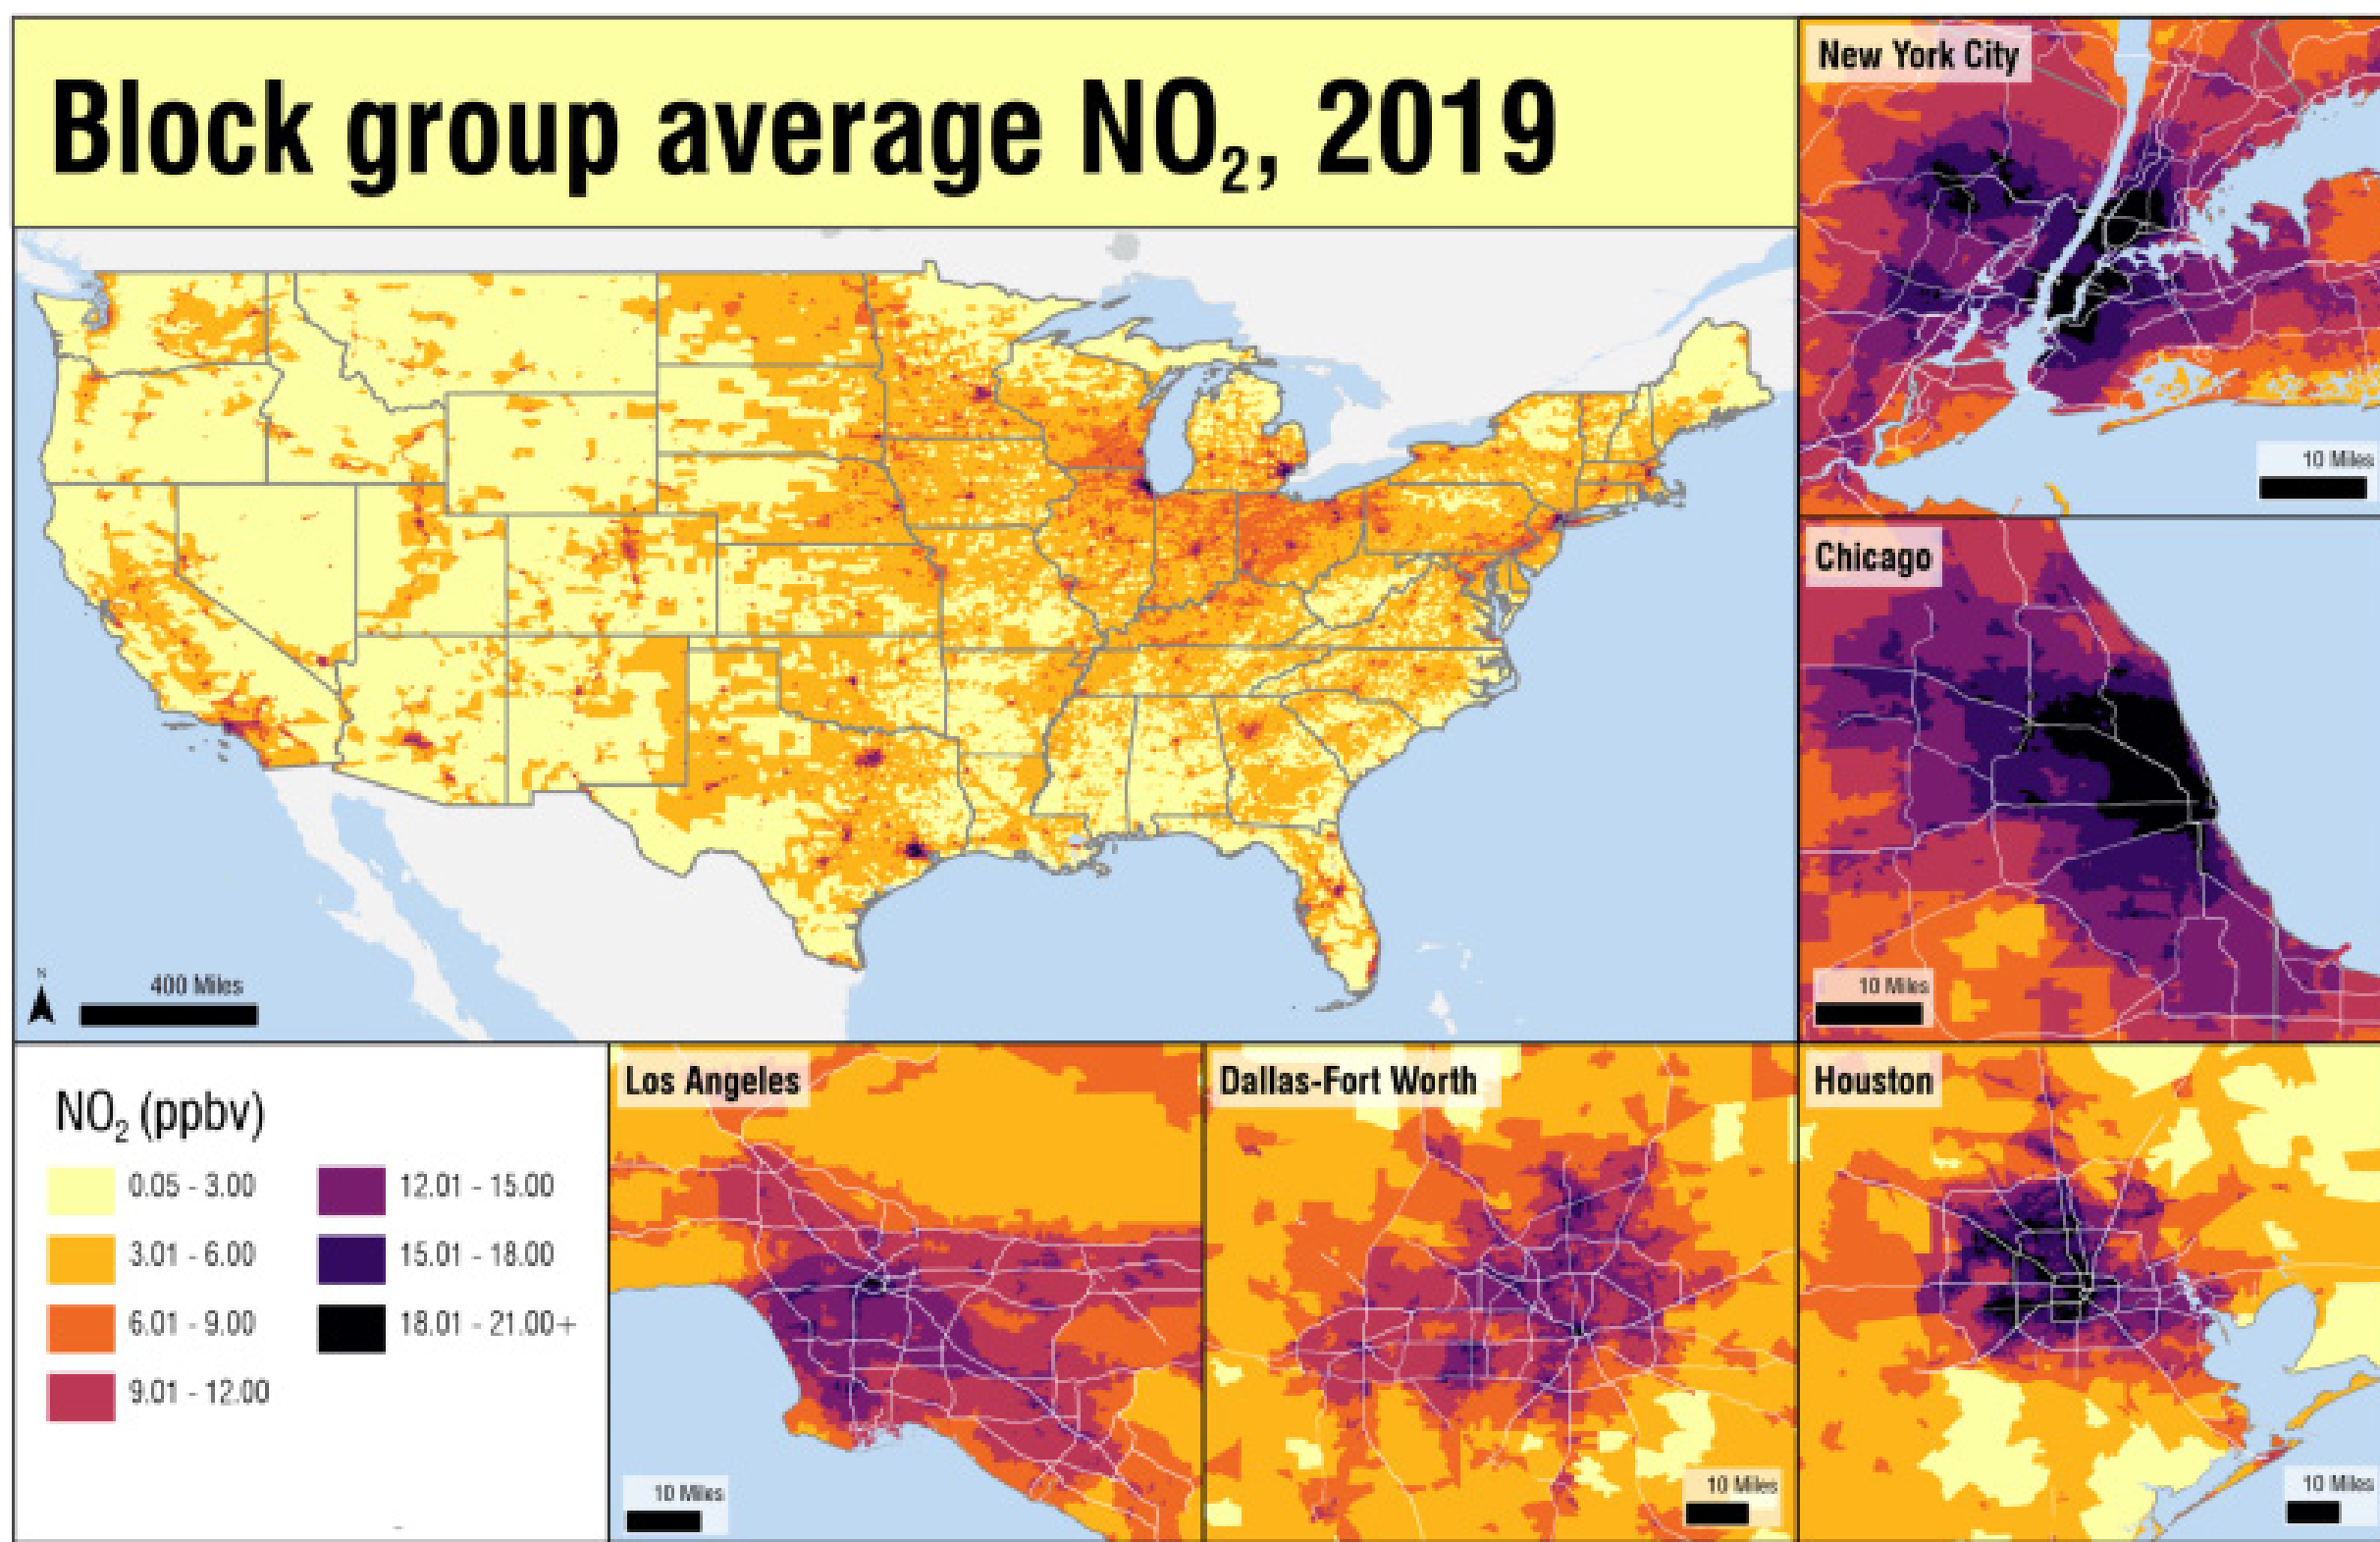 Block group average NO₂, 2019
New York City
10 Miles
Chicago
10 Miles
N
400 Miles
NO₂ (ppbv)
0.05 - 3.00
3.01 - 6.00
6.01 - 9.00
9.01 - 12.00
12.01 - 15.00
15.01 - 18.00
18.01 - 21.00+
Los Angeles
10 Miles
Dallas-Fort Worth
10 Miles
Houston
10 Miles